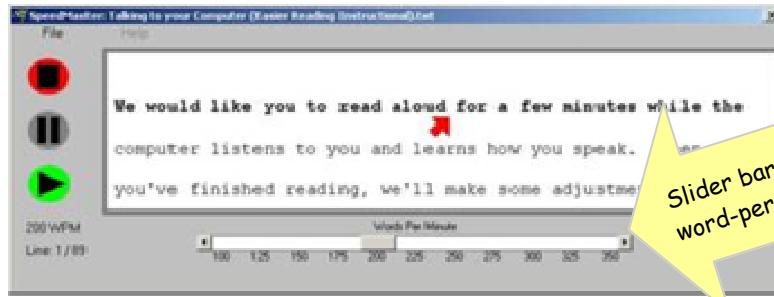 SpeedMaster: Talking to your Computer (Easier Reading (Instructional)).txt
File Help
We would like you to read aloud for a few minutes while the
computer listens to you and learns how you speak.
you've finished reading, we'll make some
Slider bar
200 WPM
Words Per Minute
Line: 1 / 89
100 125 150 175 200 225 250 275 300 325 350